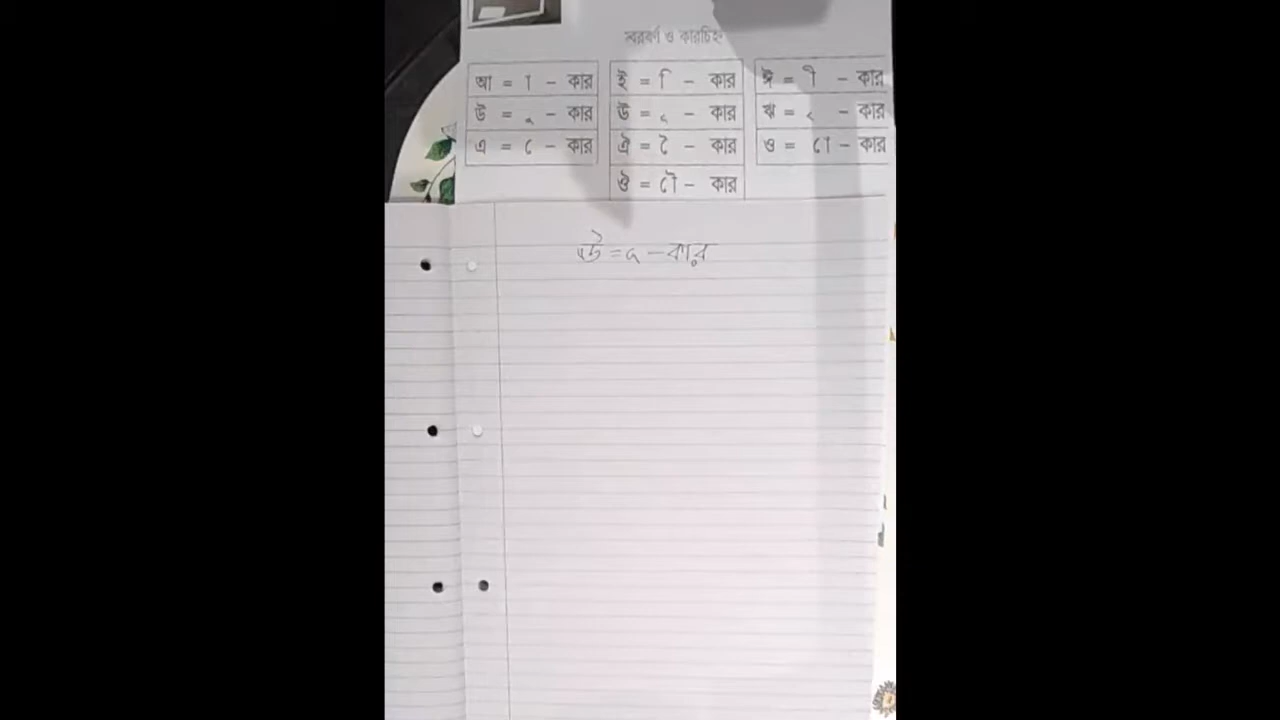 স্বরবর্ণ ও কারচিহ্ন
আ = া - কার ই = ি - কার ঈ = ী - কার
উ = ু - কার ঊ = ূ - কার ঋ = ৃ - কার
এ = ে - কার ঐ = ৈ - কার ও = ো - কার
ঔ = ৌ - কার
ঊ = ূ - কার